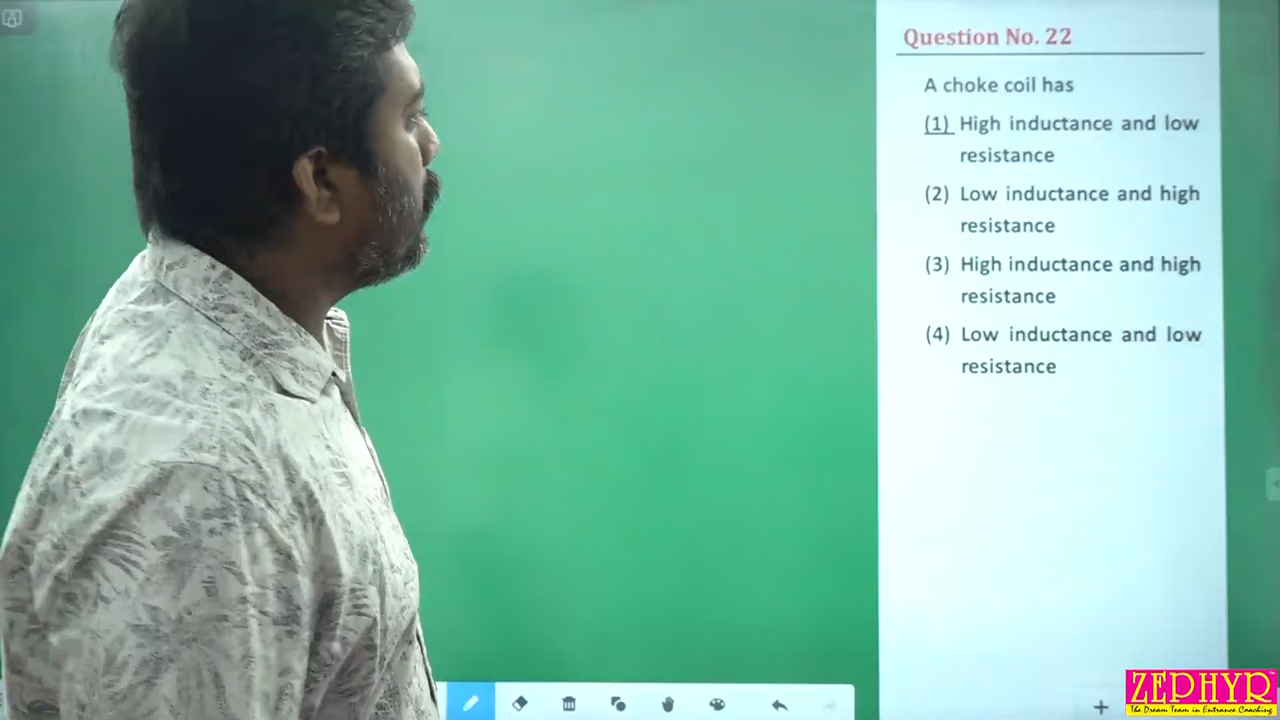 Question No. 22
A choke coil has
(1) High inductance and low
resistance
(2) Low inductance and high
resistance
(3) High inductance and high
resistance
(4) Low inductance and low
resistance
ZEPHYR
The Dream Team in Entrance Coaching